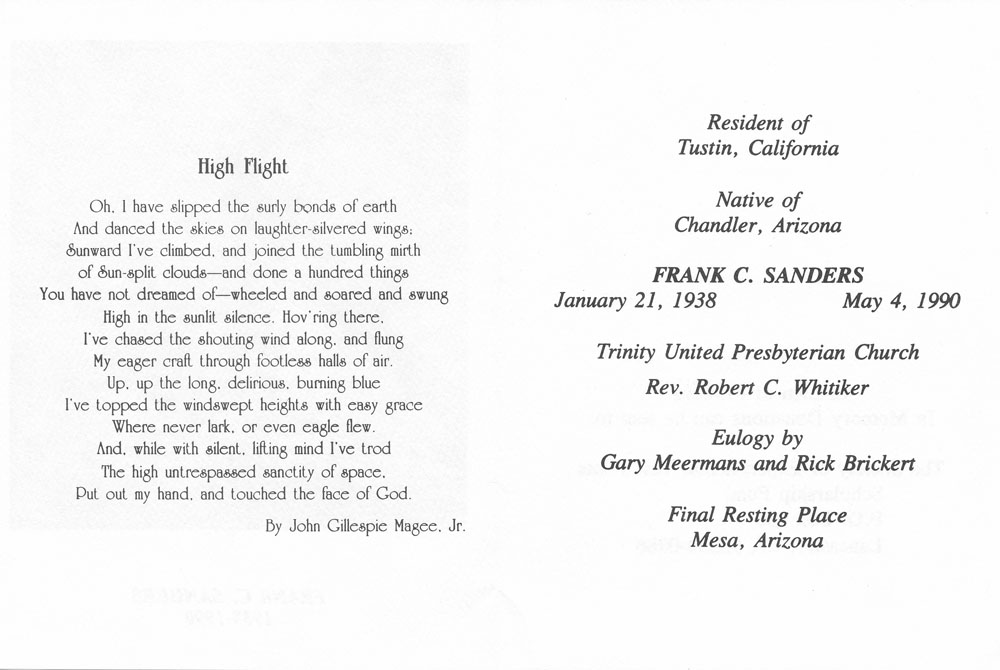 High Flight
Oh, I have slipped the surly bonds of earth
And danced the skies on laughter-silvered wings;
Sunward I've climbed, and joined the tumbling mirth
of Sun-split clouds—and done a hundred things
You have not dreamed of—wheeled and soared and swung
High in the sunlit silence. Hov'ring there,
I've chased the shouting wind along, and flung
My eager craft through footless halls of air.
Up, up the long, delirious, burning blue
I've topped the windswept heights with easy grace
Where never lark, or even eagle flew.
And, while with silent, lifting mind I've trod
The high untrespassed sanctity of space,
Put out my hand, and touched the face of God.
By John Gillespie Magee, Jr.
Resident of
Tustin, California
Native of
Chandler, Arizona
FRANK C. SANDERS
January 21, 1938 May 4, 1990
Trinity United Presbyterian Church
Rev. Robert C. Whitiker
Eulogy by
Gary Meermans and Rick Brickert
Final Resting Place
Mesa, Arizona
FRANK C. SANDERS
1938-1990